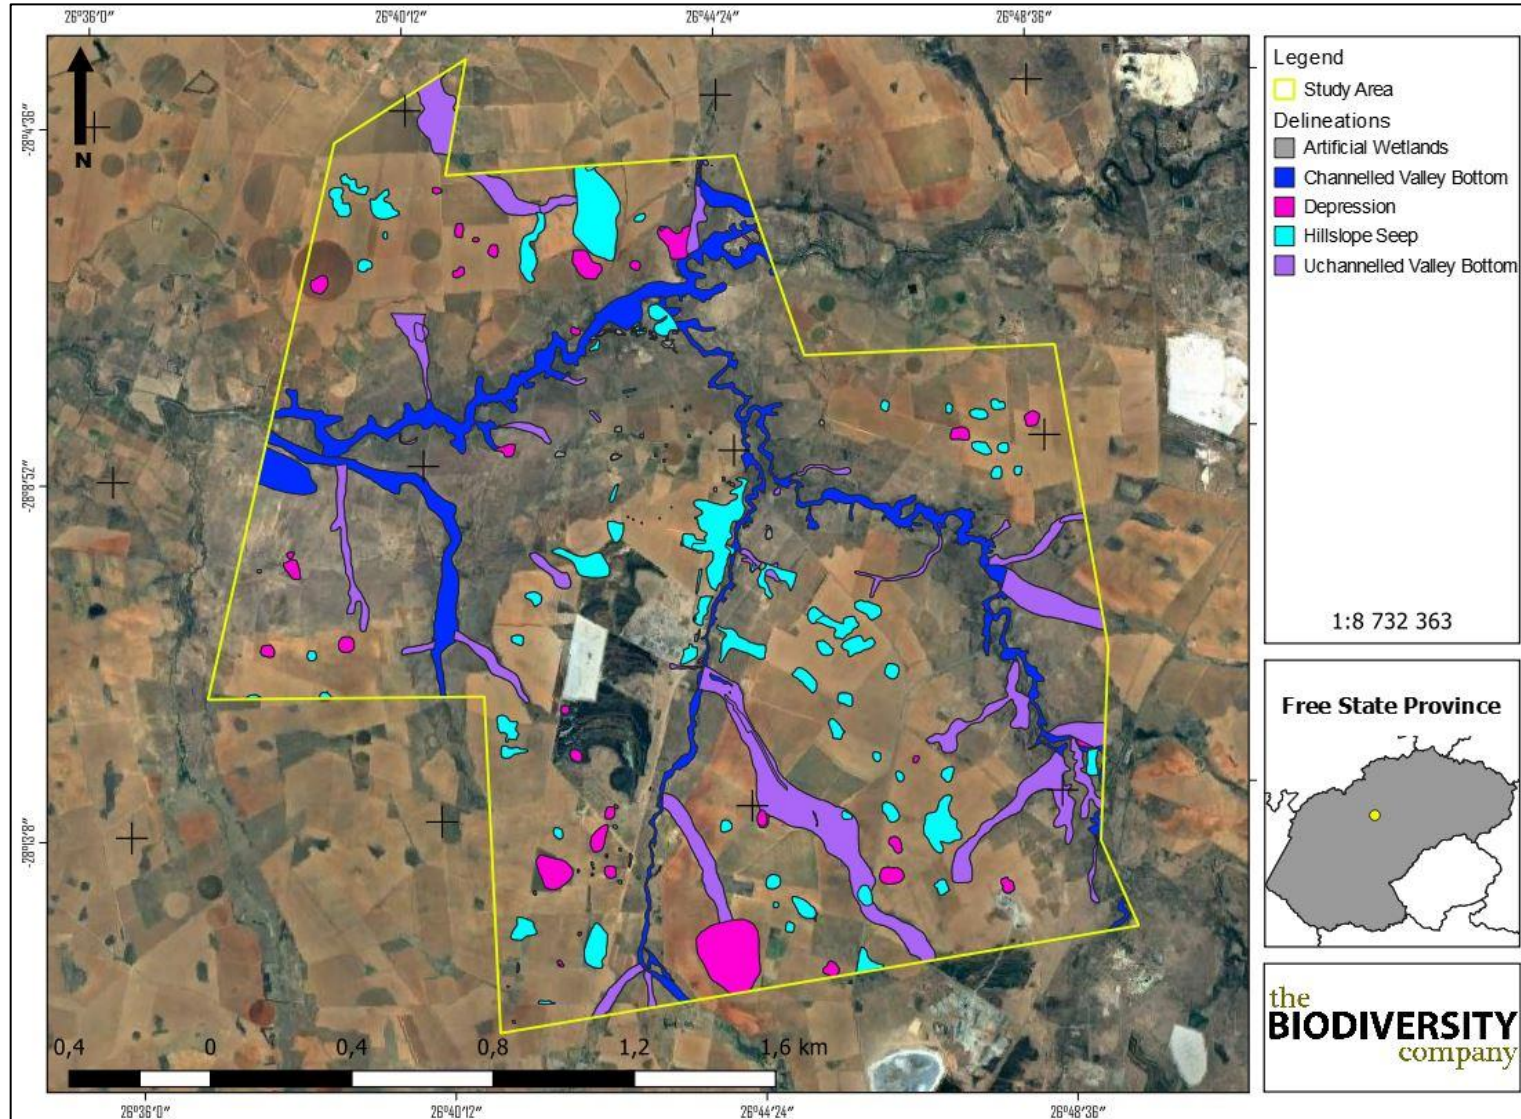 26°36'0" 26°40'12" 26°44'24" 26°48'36"
-28°4'36"
-28°8'52"
-28°13'8"
N
0,4 0 0,4 0,8 1,2 1,6 km
26°36'0" 26°40'12" 26°44'24" 26°48'36"
Legend
Study Area
Delineations
Artificial Wetlands
Channelled Valley Bottom
Depression
Hillslope Seep
Uchannelled Valley Bottom
1:8 732 363
Free State Province
the
BIODIVERSITY
company